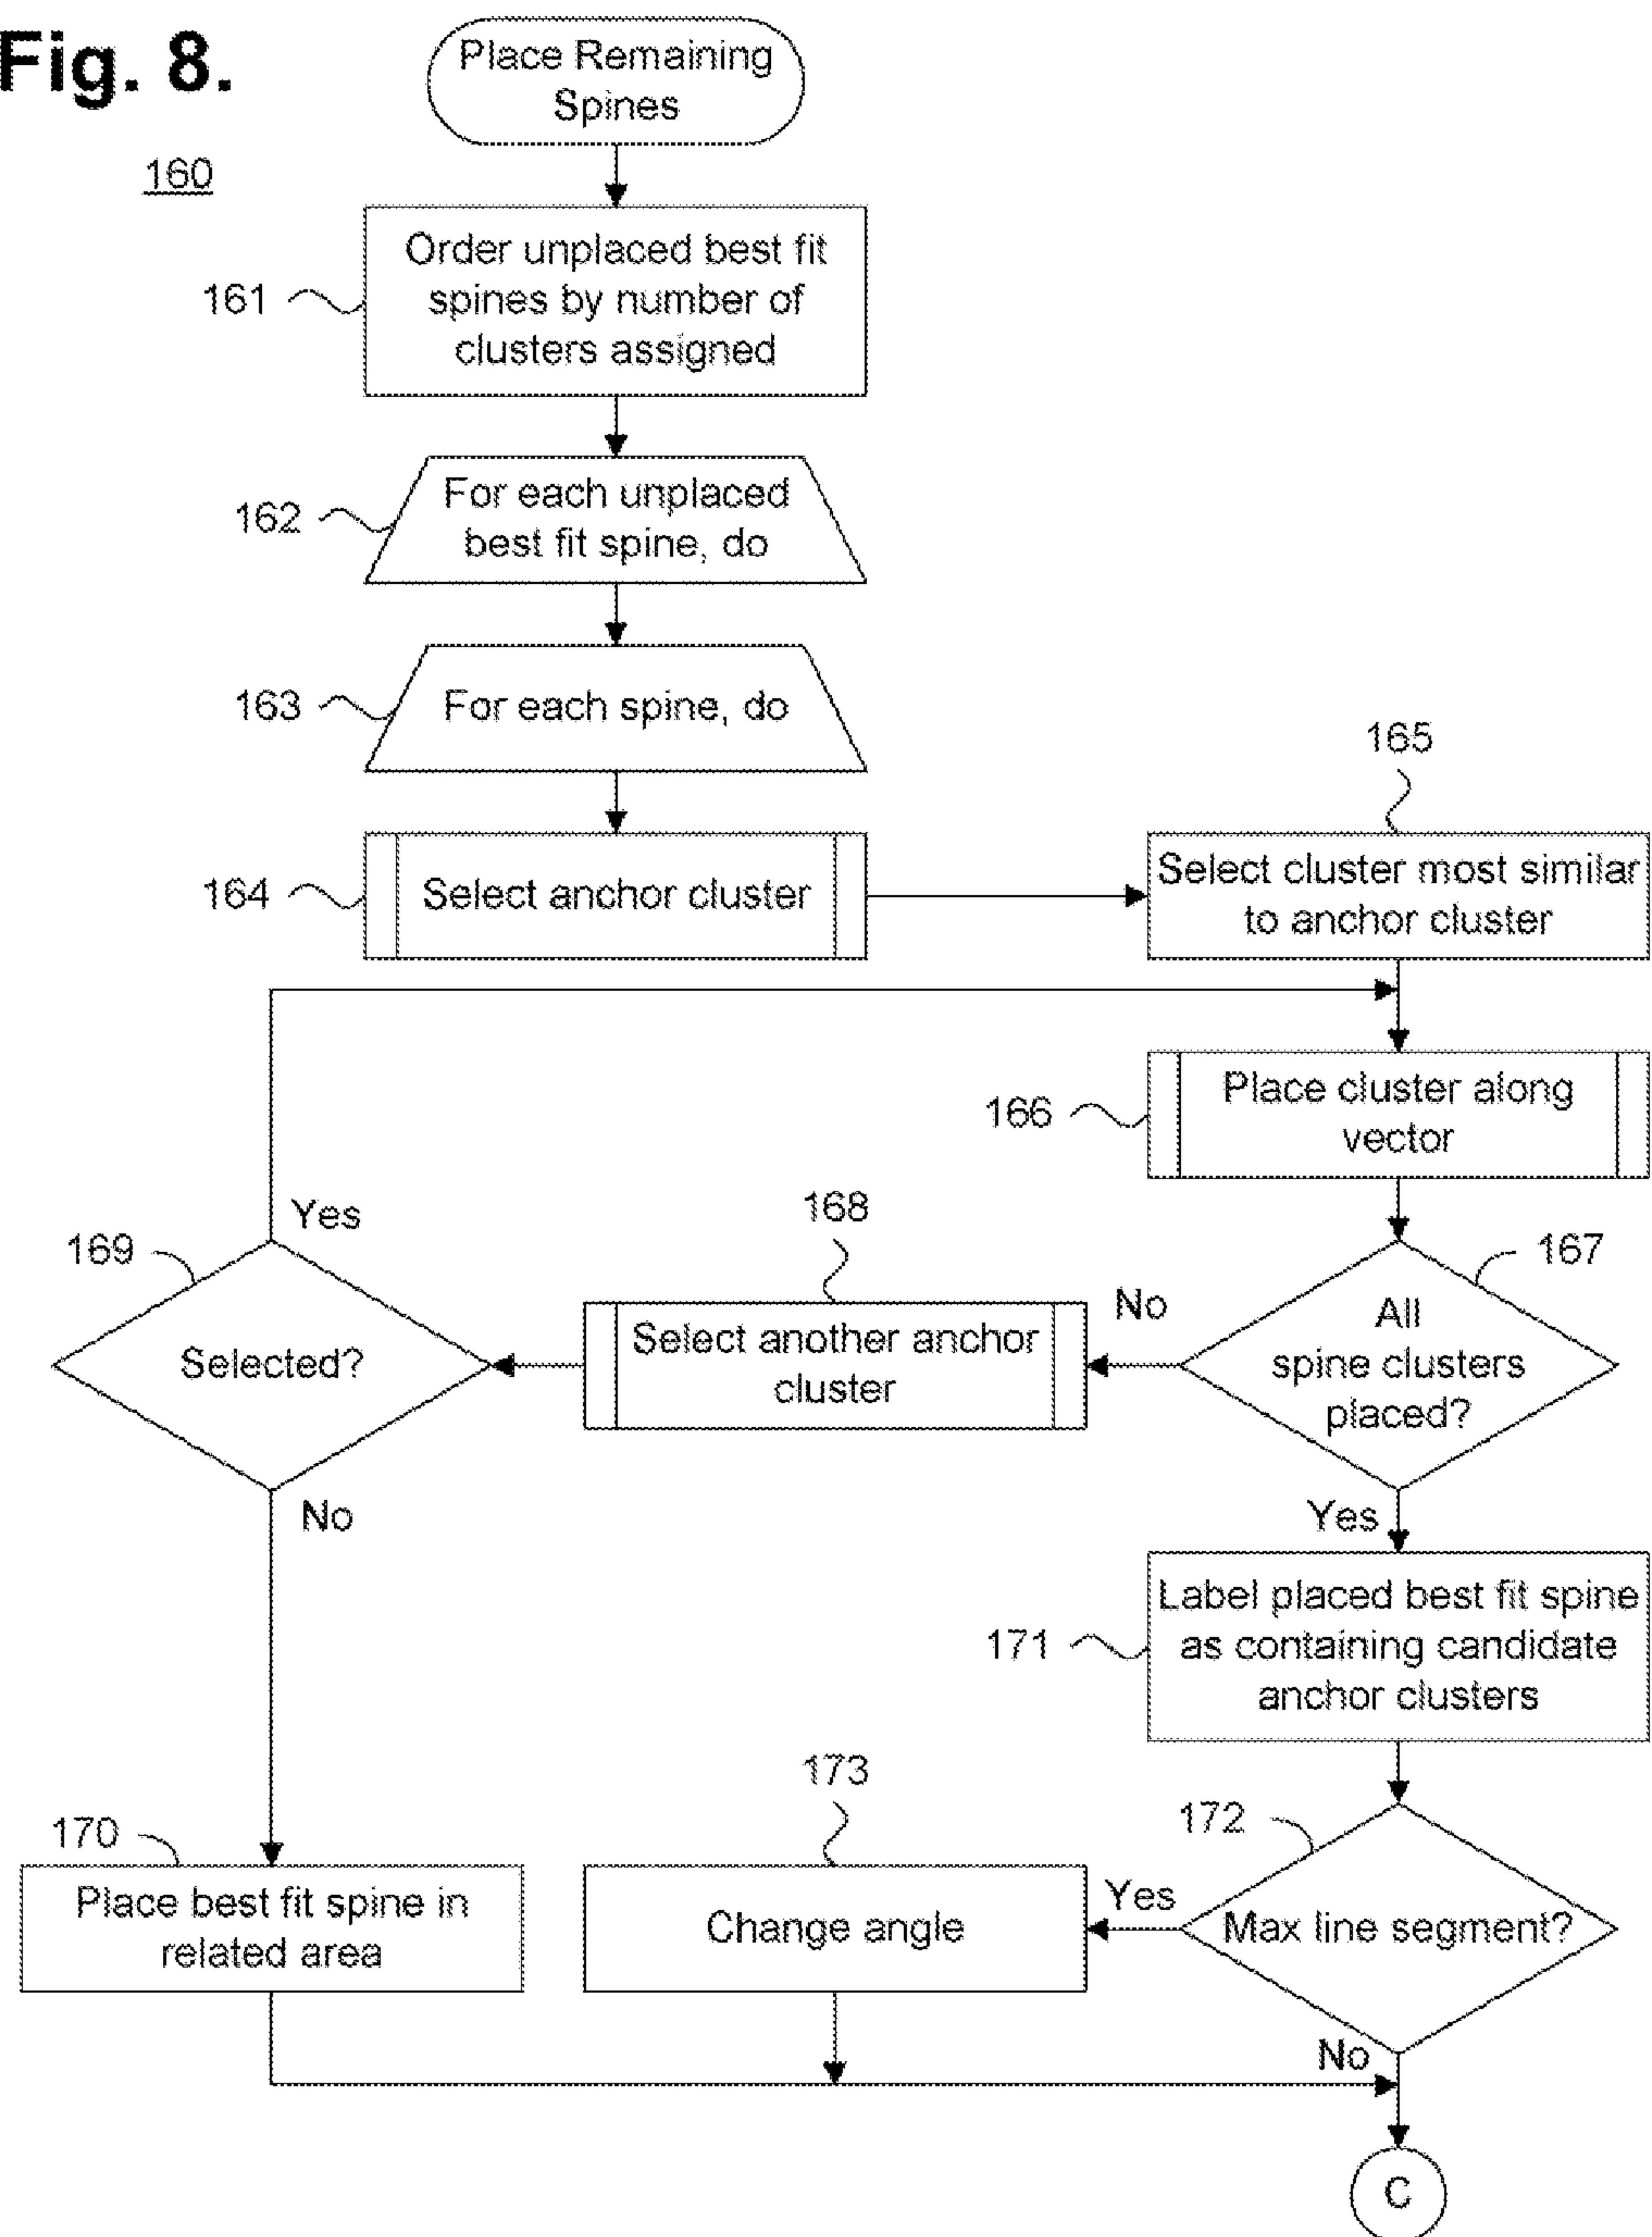 Fig. 8.
Place Remaining
Spines
160
Order unplaced best fit
spines by number of
clusters assigned
161
For each unplaced
best fit spine, do
162
For each spine, do
163
165
Select anchor cluster
164
Select cluster most similar
to anchor cluster
Place cluster along
vector
166
Yes
168
167
169
No
All
spine clusters
placed?
Select another anchor
cluster
Selected?
No
Yes
Label placed best fit spine
as containing candidate
anchor clusters
171
173
172
170
Yes
Max line segment?
Change angle
Place best fit spine in
related area
No
C